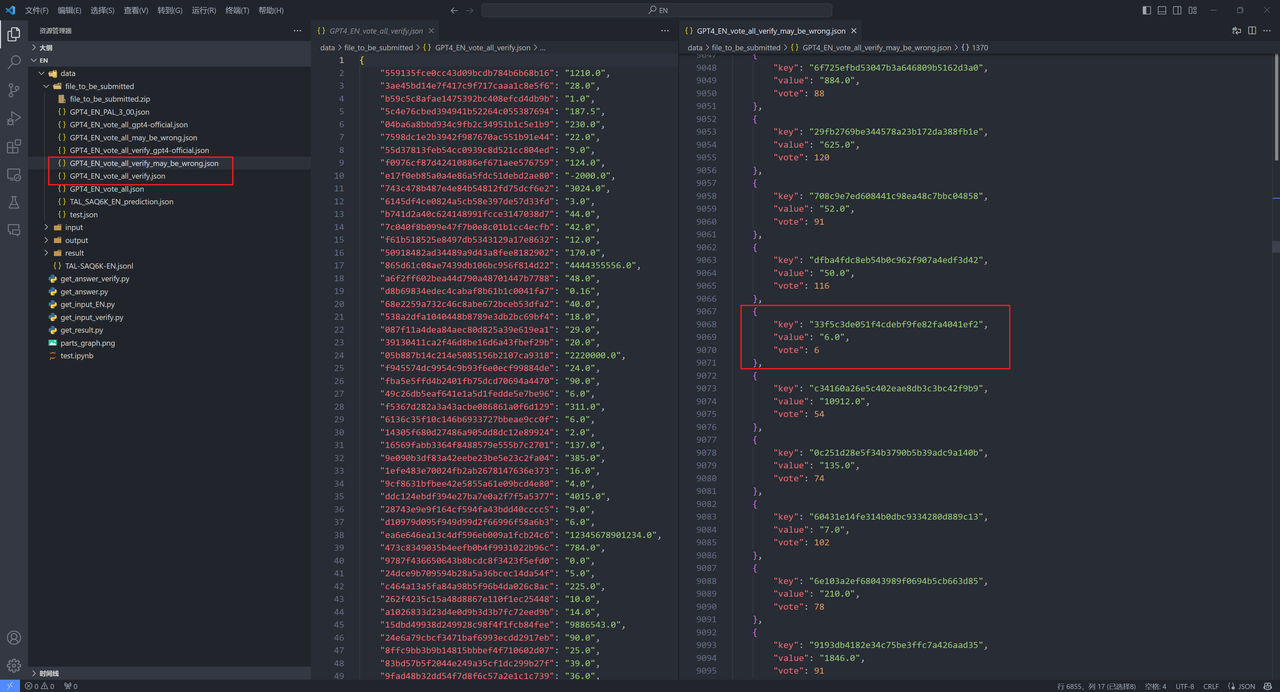 文件(F) 编辑(E) 选择(S) 查看(V) 转到(G) 运行(R) 终端(T) 帮助(H)
EN
资源管理器
大纲
EN
data
file_to_be_submitted
file_to_be_submitted.zip
GPT4_EN_PAL_3_00.json
GPT4_EN_vote_all_gpt4-official.json
GPT4_EN_vote_all_may_be_wrong.json
GPT4_EN_vote_all_verify_gpt4-official.json
GPT4_EN_vote_all_verify_may_be_wrong.json
GPT4_EN_vote_all_verify.json
GPT4_EN_vote_all.json
TAL_SAQ6K_EN_prediction.json
test.json
input
output
result
TAL-SAQ6K-EN.jsonl
get_answer_verify.py
get_answer.py
get_input_EN.py
get_input_verify.py
get_result.py
parts_graph.png
test.ipynb
时间线
GPT4_EN_vote_all_verify.json
data > file_to_be_submitted > {} GPT4_EN_vote_all_verify.json > ...
1 {
2 "559135fce0cc43d09bcdb784b6b68b16": "1210.0",
3 "3ae45bd14e7f417c9f717caaa1c8e5f6": "28.0",
4 "b59c5c8afae1475392bc408efcd4db9b": "1.0",
5 "5c4e76cbed394941b52264c055387694": "187.5",
6 "04ba6a8bbd934c9fb2c34951b1c5e1b9": "230.0",
7 "7598dc1e2b3942f987670ac551b91e44": "22.0",
8 "55d37813feb54cc0939c8d521cc804ed": "9.0",
9 "f0976cf87d42410886ef671aee576759": "124.0",
10 "e17f0eb85a0a4e86a5fdc51debd2ae80": "-2000.0",
11 "743c478b487e4e84b54812fd75dcf6e2": "3024.0",
12 "6145df4ce0824a5cb58e397de57d33fd": "3.0",
13 "b741d2a40c624148991fcce3147038d7": "44.0",
14 "7c040f8b099e47f7b0e8c01b1cc4ecfb": "42.0",
15 "f61b518525e8497db5343129a17e8632": "12.0",
16 "50918482ad34489a9d43a8fee8182902": "170.0",
17 "865d61c08ae7439db106bc956f814d22": "4444355556.0",
18 "a6f2ff602bea44d790a48701447b7788": "48.0",
19 "d8b69834edec4cabaf8b61b1c0041fa7": "0.16",
20 "68e2259a732c46c8abe672bceb53dfa2": "40.0",
21 "538a2dfa1040448b8789e3db2bc69bf4": "18.0",
22 "087f11a4dea84aec80d825a39e619ea1": "29.0",
23 "39130411ca2f46d8be16d6a43fbef29b": "20.0",
24 "05b887b14c214e5085156b2107ca9318": "2220000.0",
25 "f945574dc9954c9b93f6e0ecf99884de": "24.0",
26 "fba5e5ffd4b2401fb75dcd70694a4470": "90.0",
27 "49c26db5eaf641e1a5d1fedde5e7be96": "6.0",
28 "f5367d282a3a43acbe086861a0f6d129": "311.0",
29 "6136c35f10c146b6933727bbeae9cc0f": "6.0",
30 "14305f680d27486a905dd8dc12e89924": "2.0",
31 "16569fabb3364f8488579e555b7c2701": "137.0",
32 "9e090b3df83a42eebe23be5e23c2fa04": "385.0",
33 "1efe483e70024fb2ab2678147636e373": "16.0",
34 "9cf8631bfbee42e5855a61e09bcd4e80": "4.0",
35 "ddc124ebdf394e27ba7e0a2f7f5a5377": "4015.0",
36 "28743e9e9f164cf594fa43bdd40cccc5": "9.0",
37 "d10979d095f949d99d2f66996f58a6b3": "6.0",
38 "ea6e646ea13c4df596eb009a1fcb24c6": "12345678901234.0",
39 "473c8349035b4eefb0b4f9931022b96c": "784.0",
40 "9787f436650643b8bcdc8f3423f5efd0": "0.0",
41 "24dce9b709594b28a5a36bcec14da54f": "5.0",
42 "c464a13a5fa84a98b5f96b4da026c8ac": "225.0",
43 "262f4235c15a48d8867e110f1ec25448": "10.0",
44 "a1026833d23d4e0d9b3d3b7fc72eed9b": "14.0",
45 "15dbd49938d249928c98f4f1fcb84fee": "9886543.0",
46 "24e6a79cbcf3471baf6993ecdd2917eb": "90.0",
47 "8ffc9bb3b9b14815bbbef4f710602d07": "25.0",
48 "83bd57b5f2044e249a35cf1dc299b27f": "39.0",
49 "9fad48b32dd54f7d8f6c57a2e1c1c739": "36.0",
GPT4_EN_vote_all_verify_may_be_wrong.json
data > file_to_be_submitted > {} GPT4_EN_vote_all_verify_may_be_wrong.json > {} 1370
9047 {
9048 "key": "6f725efbd53047b3a646809b5162d3a0",
9049 "value": "884.0",
9050 "vote": 88
9051 },
9052 {
9053 "key": "29fb2769be344578a23b172da388fb1e",
9054 "value": "625.0",
9055 "vote": 120
9056 },
9057 {
9058 "key": "708c9e7ed608441c98ea48c7bbc04858",
9059 "value": "52.0",
9060 "vote": 91
9061 },
9062 {
9063 "key": "dfba4fdc8eb54b0c962f907a4edf3d42",
9064 "value": "50.0",
9065 "vote": 116
9066 },
9067 {
9068 "key": "33f5c3de051f4cdebf9fe82fa4041ef2",
9069 "value": "6.0",
9070 "vote": 6
9071 },
9072 {
9073 "key": "c34160a26e5c402eae8db3c3bc42f9b9",
9074 "value": "10912.0",
9075 "vote": 54
9076 },
9077 {
9078 "key": "0c251d28e5f34b3790b5b39adc9a140b",
9079 "value": "135.0",
9080 "vote": 74
9081 },
9082 {
9083 "key": "60431e14fe314b0dbc9334280d889c13",
9084 "value": "7.0",
9085 "vote": 102
9086 },
9087 {
9088 "key": "6e103a2ef68043989f0694b5cb663d85",
9089 "value": "210.0",
9090 "vote": 78
9091 },
9092 {
9093 "key": "9193db4182e34c75be3ffc7a426aad35",
9094 "value": "1846.0",
9095 "vote": 91
0 0 0
行 6855，列 17 (已选择8) 空格: 4 UTF-8 CRLF {} JSON